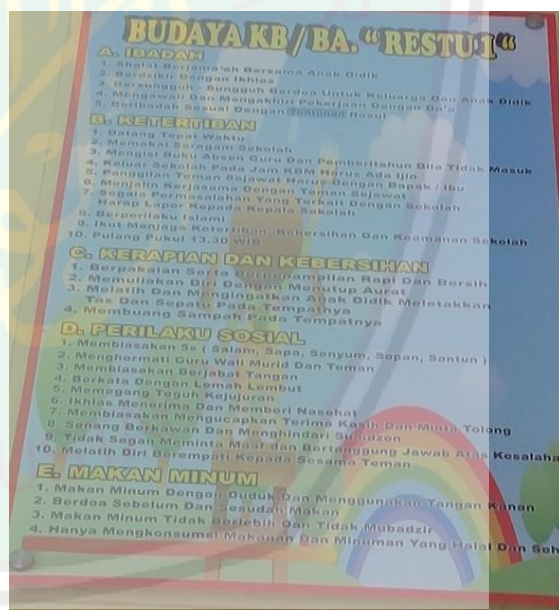 BUDAYA KB / BA. “ RESTU 1 “
A. IBADAH
1. Shalat Berjama'ah Bersama Anak Didik
2. Berdzikir Dengan Ikhlas
3. Bersungguh - Sungguh Berdoa Untuk Keluarga Dan Anak Didik
4. Mengawali Dan Mengakhiri Pekerjaan Dengan Do'a
5. Beribadah Sesuai Dengan Tuntunan Rasul
B. KETERTIBAN
1. Datang Tepat Waktu
2. Memakai Seragam Sekolah
3. Mengisi Buku Absen Guru Dan Pemberitahuan Bila Tidak Masuk
4. Keluar Sekolah Pada Jam KBM Harus Ada Ijin
5. Panggilan Teman Sejawat Harus Dengan Bapak / Ibu
6. Menjalin Kerjasama Dengan Teman Sejawat
7. Segala Permasalahan Yang Terkait Dengan Sekolah
Harap Lapor Kepada Kepala Sekolah
8. Berperilaku Islami
9. Ikut Menjaga Ketertiban, Kebersihan Dan Keamanan Sekolah
10. Pulang Pukul 13.30 WIB
C. KERAPIAN DAN KEBERSIHAN
1. Berpakaian Berpenampilan Rapi Dan Bersih
2. Memuliakan Diri Dengan Menutup Aurat
3. Melatih Dan Mengingatkan Anak Didik Meletakkan
Tas Dan Sepatu Pada Tempatnya
4. Membuang Sampah Pada Tempatnya
D. PERILAKU SOSIAL
1. Membiasakan 5s ( Salam, Sapa, Senyum, Sopan, Santun )
2. Menghormati Guru Wali Murid Dan Teman
3. Membiasakan Berjabat Tangan
4. Berkata Dengan Lemah Lembut
5. Memegang Teguh Kejujuran
6. Ikhlas Menerima Dan Memberi Nasehat
7. Membiasakan Mengucapkan Terima Kasih Dan Minta Tolong
8. Senang Berkawan Dan Menghindari Suudzon
9. Tidak Segan Meminta Maaf dan Bertanggung Jawab Atas Kesalaha
10. Melatih Diri Berempati Kepada Sesama Teman
E. MAKAN MINUM
1. Makan Minum Dengan Duduk Dan Menggunakan Tangan Kanan
2. Berdoa Sebelum Dan Sesudah Makan
3. Makan Minum Tidak Berlebih Dan Tidak Mubadzir
4. Hanya Mengkonsumsi Makanan Dan Minuman Yang Halal Dan Seh